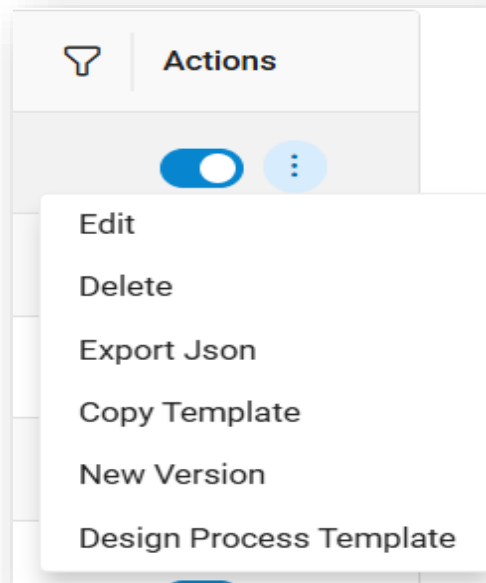 Actions
Edit
Delete
Export Json
Copy Template
New Version
Design Process Template